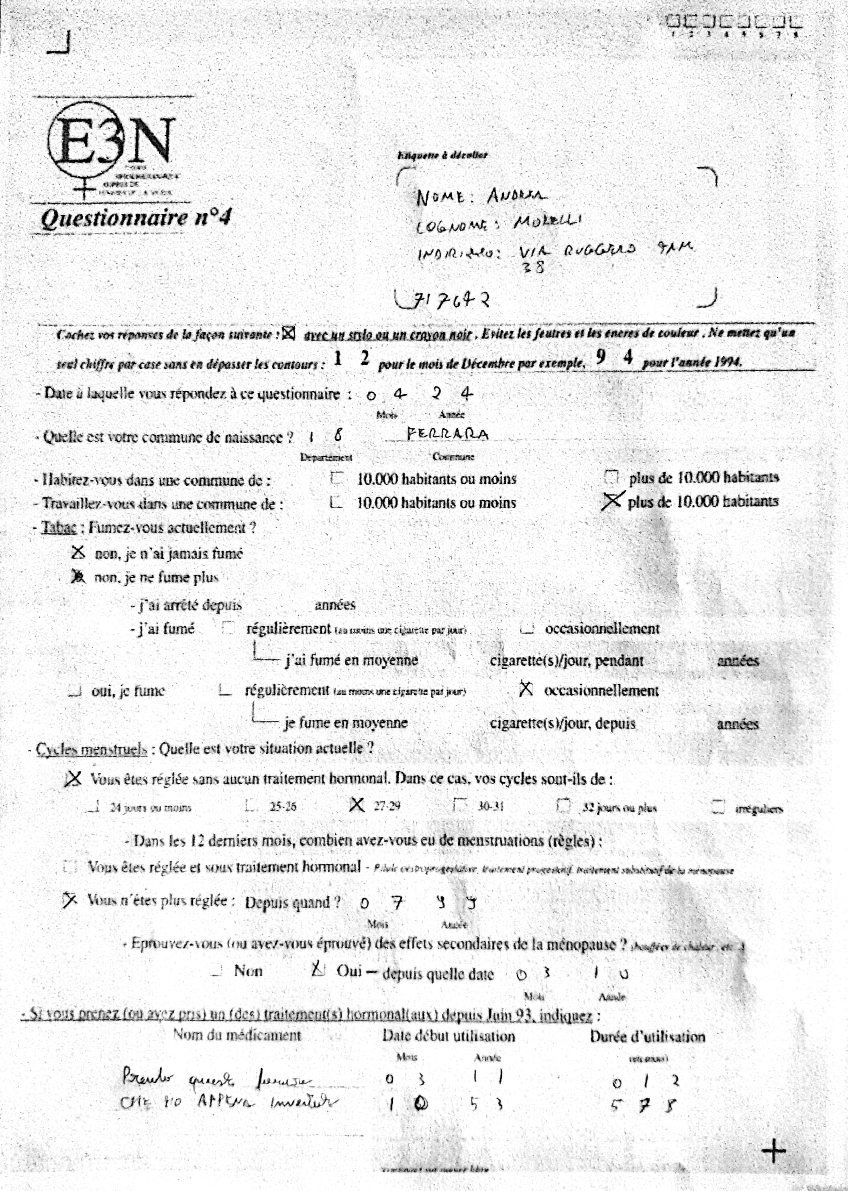 1 2 3 4 5 6 7 8
E3N
Questionnaire n°4
Etiquette à décoller
NOME: ANDREA
COGNOME: MORELLI
INDIRIZZO: VIA RUGGERO
38
717642
Cochez vos réponses de la façon suivante : avec un stylo ou un crayon noir. Evitez les feutres et les encres de couleur. Ne mettez qu'un
seul chiffre par case sans en dépasser les contours : 1 2 pour le mois de Décembre par exemple, 9 4 pour l'année 1994.
- Date à laquelle vous répondez à ce questionnaire : 0 4 2 4
Mois Année
- Quelle est votre commune de naissance ? 1 8 FERRARA
Département Commune
- Habitez-vous dans une commune de : 10.000 habitants ou moins plus de 10.000 habitants
- Travaillez-vous dans une commune de : 10.000 habitants ou moins plus de 10.000 habitants
- Tabac : Fumez-vous actuellement ?
non, je n'ai jamais fumé
non, je ne fume plus
- j'ai arrêté depuis années
- j'ai fumé régulièrement (au moins une cigarette par jour) occasionnellement
j'ai fumé en moyenne cigarette(s)/jour, pendant années
oui, je fume régulièrement (au moins une cigarette par jour) occasionnellement
je fume en moyenne cigarette(s)/jour, depuis années
- Cycles menstruels : Quelle est votre situation actuelle ?
Vous êtes réglée sans aucun traitement hormonal. Dans ce cas, vos cycles sont-ils de :
24 jours ou moins 25-26 27-29 30-31 32 jours ou plus irréguliers
- Dans les 12 derniers mois, combien avez-vous eu de menstruations (règles) :
Vous êtes réglée et sous traitement hormonal - Pilule oestroprogestative, traitement progestatif, traitement substitutif de la ménopause
Vous n'êtes plus réglée : Depuis quand ? 0 7 9 9
Mois Année
- Eprouvez-vous (ou avez-vous éprouvé) des effets secondaires de la ménopause ? (bouffées de chaleur, etc..)
Non Oui – depuis quelle date 0 3 1 0
Mois Année
- Si vous prenez (ou avez pris) un (des) traitement(s) hormonal(aux) depuis Juin 93, indiquez :
Nom du médicament Date début utilisation Durée d'utilisation
Mois Année (en mois)
Prendo questo 0 3 1 1 0 1 2
CHE HO APPENA inventato 1 0 5 3 5 7 8